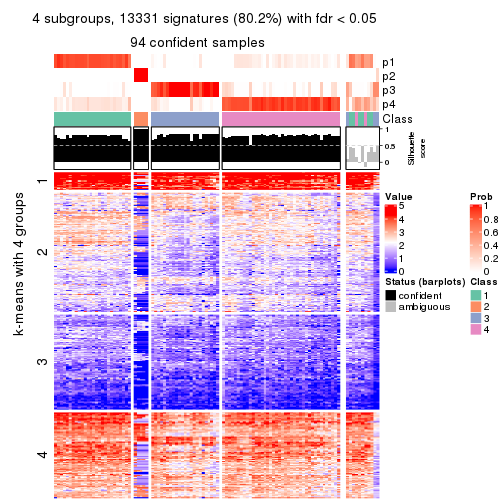 4 subgroups, 13331 signatures (80.2%) with fdr < 0.05
94 confident samples
p1
p2
p3
p4
Class
1
0.5
0
Silhouette
score
k-means with 4 groups
1
2
3
4
Value
5
4
3
2
1
0
Prob
1
0.8
0.6
0.4
0.2
0
Status (barplots)
confident
ambiguous
Class
1
2
3
4